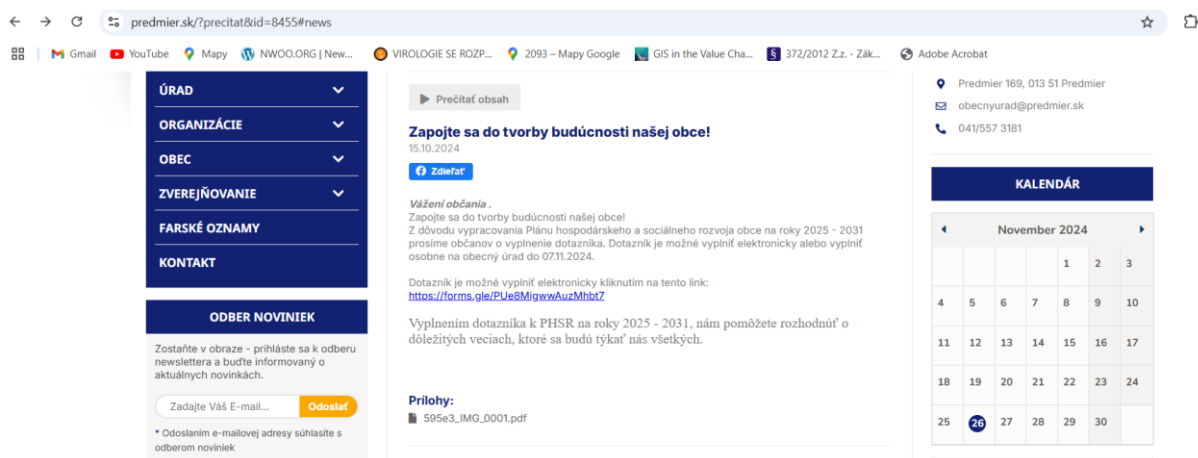 predmier.sk/?precitat&id=8455#news
Gmail
YouTube
Mapy
NWOO.ORG | New...
VIROLOGIE SE ROZP...
2093 – Mapy Google
GIS in the Value Cha...
372/2012 Z.z. - Zák...
Adobe Acrobat
ÚRAD
ORGANIZÁCIE
OBEC
ZVEREJŇOVANIE
FARSKÉ OZNAMY
KONTAKT
ODBER NOVINIEK
Zostaňte v obraze - prihláste sa k odberu
newslettera a buďte informovaný o
aktuálnych novinkách.
Zadajte Váš E-mail...
Odoslať
* Odoslaním e-mailovej adresy súhlasíte s
odberom noviniek
Prečítať obsah
Zapojte sa do tvorby budúcnosti našej obce!
15.10.2024
Zdieľať
Vážení občania .
Zapojte sa do tvorby budúcnosti našej obce!
Z dôvodu vypracovania Plánu hospodárskeho a sociálneho rozvoja obce na roky 2025 - 2031
prosíme občanov o vyplnenie dotazníka. Dotazník je možné vyplniť elektronicky alebo vyplniť
osobne na obecný úrad do 07.11.2024.
Dotazník je možné vyplniť elektronicky kliknutím na tento link:
https://forms.gle/PUe8MigwwAuzMhbt7
Vyplnením dotazníka k PHSR na roky 2025 - 2031, nám pomôžete rozhodnúť o
dôležitých veciach, ktoré sa budú týkať nás všetkých.
Prílohy:
595e3_IMG_0001.pdf
Predmier 169, 013 51 Predmier
obecnyurad@predmier.sk
041/557 3181
KALENDÁR
November 2024
1 2 3
4 5 6 7 8 9 10
11 12 13 14 15 16 17
18 19 20 21 22 23 24
25 26 27 28 29 30